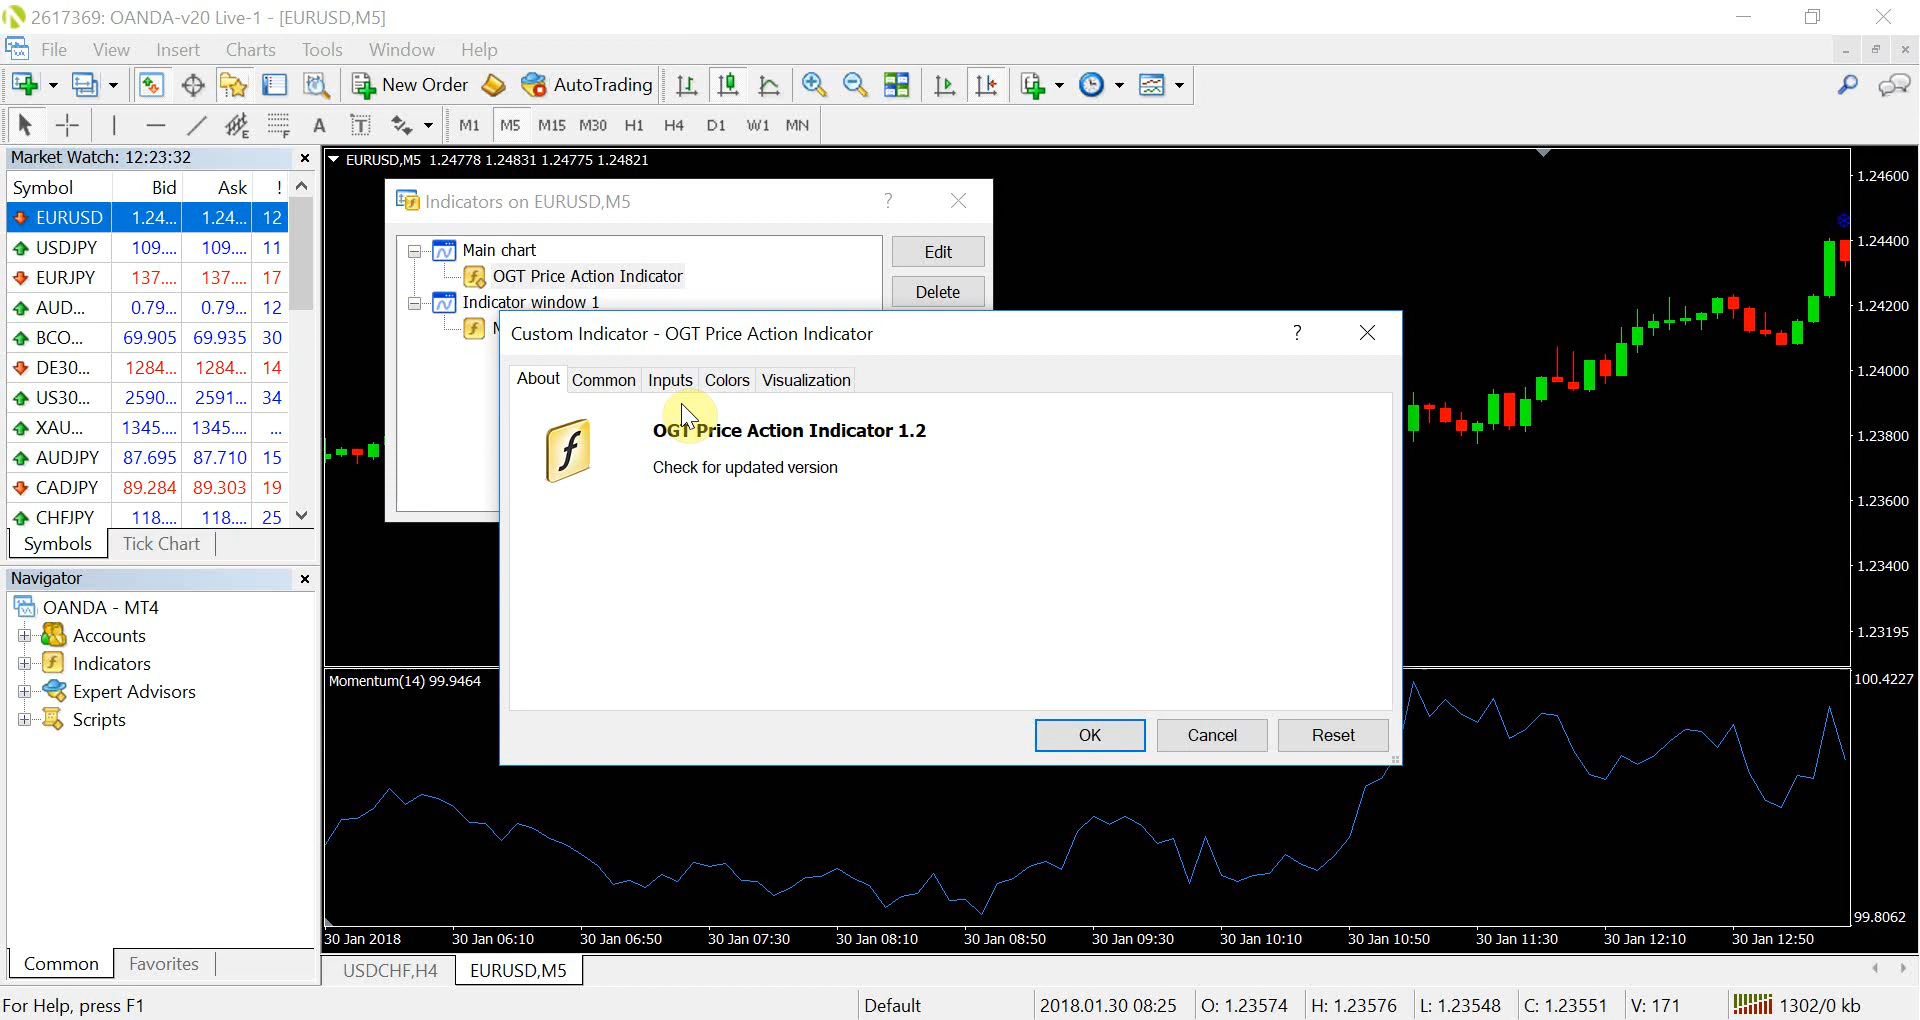 2617369: OANDA-v20 Live-1 - [EURUSD,M5]
File View Insert Charts Tools Window Help
New Order AutoTrading
A T M1 M5 M15 M30 H1 H4 D1 W1 MN
Market Watch: 12:23:32
Symbol Bid Ask !
EURUSD 1.24... 1.24... 12
USDJPY 109.... 109.... 11
EURJPY 137.... 137.... 17
AUD... 0.79... 0.79... 12
BCO... 69.905 69.935 30
DE30... 1284... 1284... 14
US30... 2590... 2591... 34
XAU... 1345.... 1345.... ...
AUDJPY 87.695 87.710 15
CADJPY 89.284 89.303 19
CHFJPY 118.... 118.... 25
Symbols Tick Chart
Navigator
OANDA - MT4
Accounts
Indicators
Expert Advisors
Scripts
Common Favorites
EURUSD,M5 1.24778 1.24831 1.24775 1.24821
Indicators on EURUSD,M5 ?
Main chart
OGT Price Action Indicator
Indicator window 1
Edit
Delete
Custom Indicator - OGT Price Action Indicator ?
About Common Inputs Colors Visualization
OGT Price Action Indicator 1.2
Check for updated version
OK Cancel Reset
1.24600
1.24400
1.24200
1.24000
1.23800
1.23600
1.23400
1.23195
Momentum(14) 99.9464
100.4227
99.8062
30 Jan 2018 30 Jan 06:10 30 Jan 06:50 30 Jan 07:30 30 Jan 08:10 30 Jan 08:50 30 Jan 09:30 30 Jan 10:10 30 Jan 10:50 30 Jan 11:30 30 Jan 12:10 30 Jan 12:50
USDCHF,H4 EURUSD,M5
For Help, press F1 Default 2018.01.30 08:25 O: 1.23574 H: 1.23576 L: 1.23548 C: 1.23551 V: 171 1302/0 kb